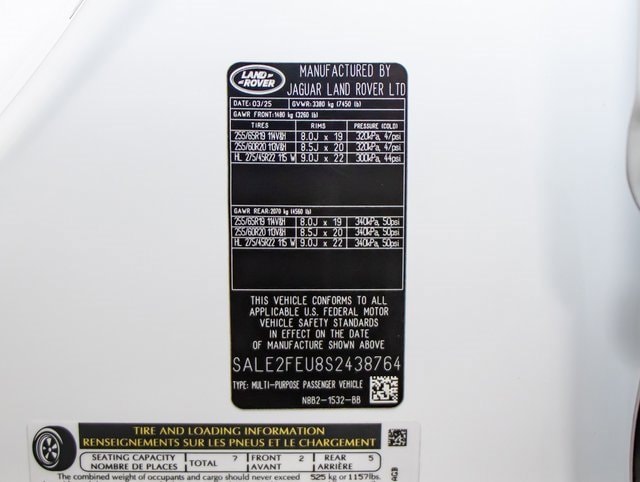 LAND ROVER
MANUFACTURED BY
JAGUAR LAND ROVER LTD
DATE: 03/25 GVWR:3380 kg (7450 lb)
GAWR FRONT:1480 kg (3260 lb)
TIRES RIMS PRESSURE (COLD)
255/65R19 114V&H 8.0J x 19 320kPa, 47psi
255/60R20 113V&H 8.5J x 20 320kPa, 47psi
HL 275/45R22 115 W 9.0J x 22 300kPa, 44psi
GAWR REAR:2070 kg (4560 lb)
255/65R19 114V&H 8.0J x 19 340kPa, 50psi
255/60R20 113V&H 8.5J x 20 340kPa, 50psi
HL 275/45R22 115 W 9.0J x 22 340kPa, 50psi
THIS VEHICLE CONFORMS TO ALL
APPLICABLE U.S. FEDERAL MOTOR
VEHICLE SAFETY STANDARDS
IN EFFECT ON THE DATE
OF MANUFACTURE SHOWN ABOVE
SALE2FEU8S2438764
TYPE: MULTI-PURPOSE PASSENGER VEHICLE
N8B2-1532-BB
TIRE AND LOADING INFORMATION
RENSEIGNEMENTS SUR LES PNEUS ET LE CHARGEMENT
SEATING CAPACITY TOTAL 7 FRONT 2 REAR 5
NOMBRE DE PLACES AVANT ARRIÈRE
The combined weight of occupants and cargo should never exceed 525 kg or 1157lbs.